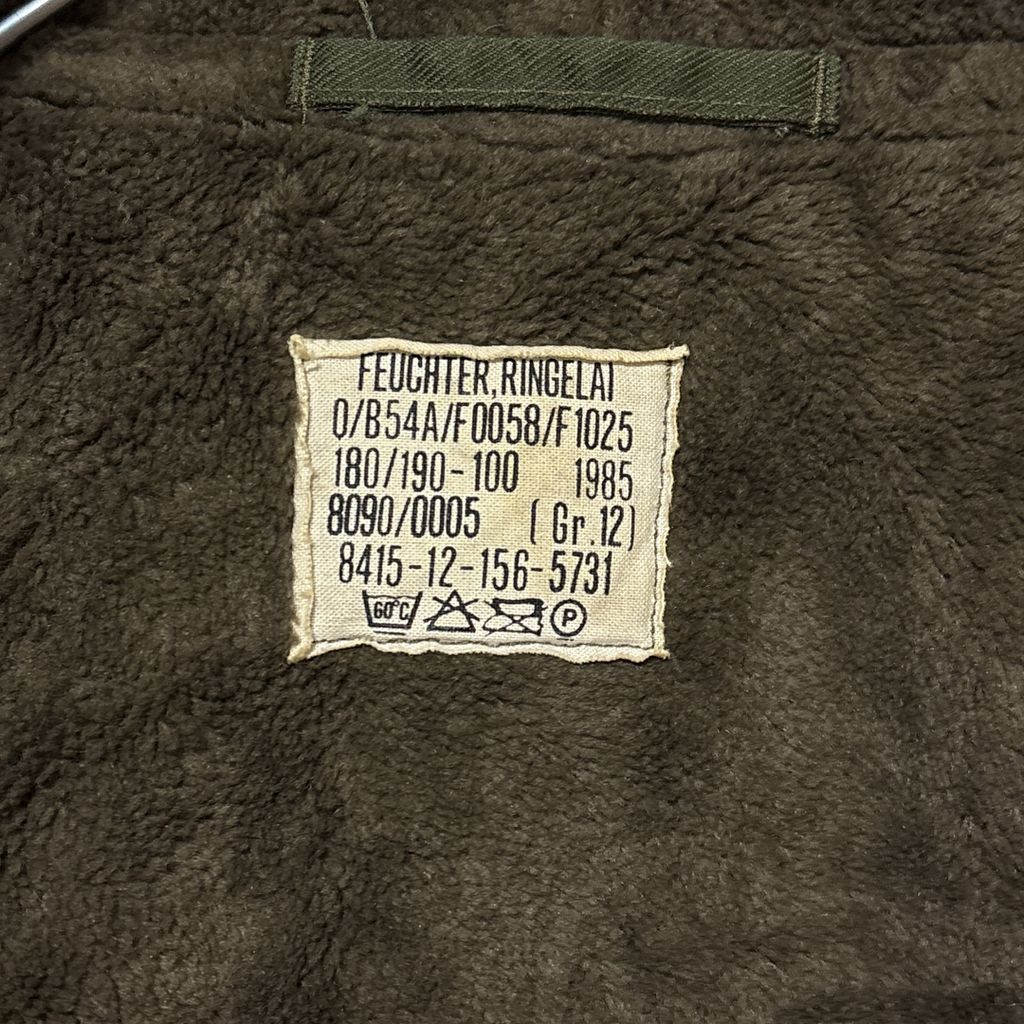 FEUCHTER, RINGELAI
0/B54A/F0058/F1025
180/190-100 1985
8090/0005 (Gr.12)
8415-12-156-5731
60°C P